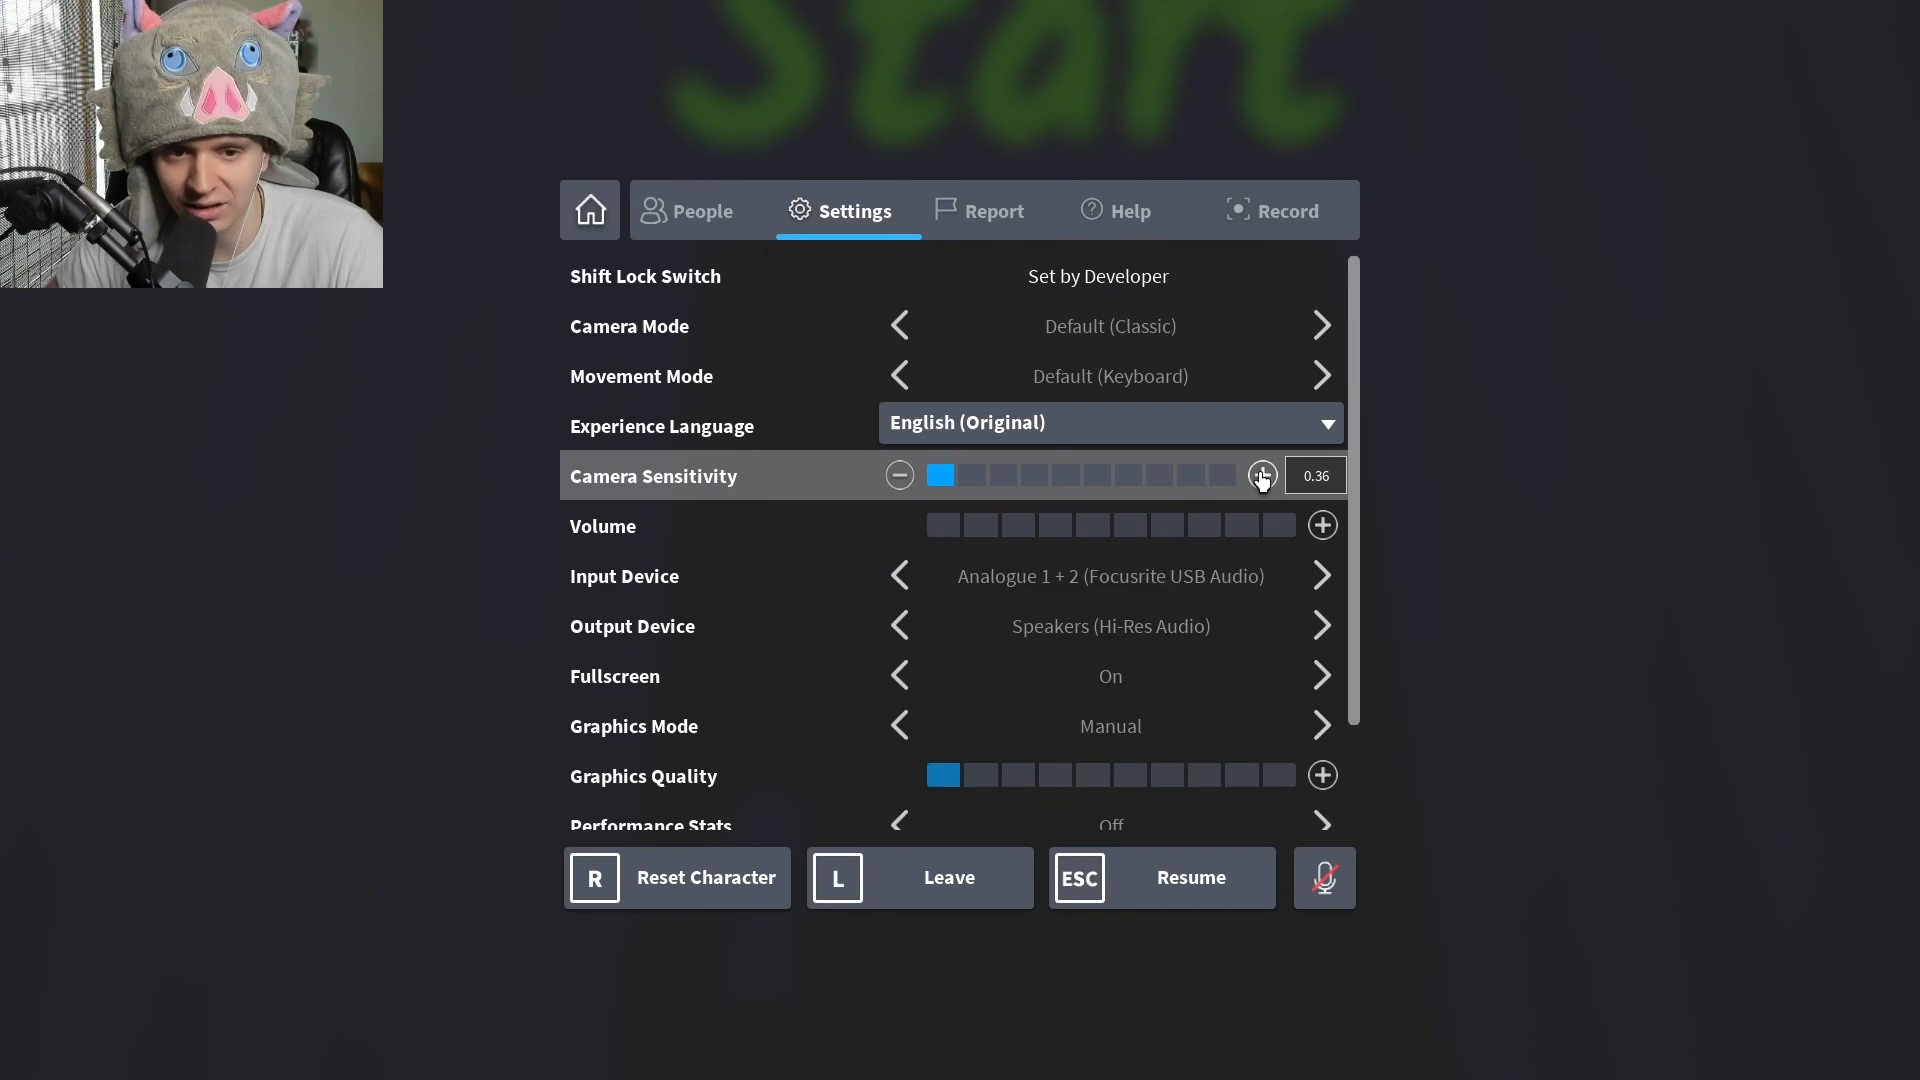 Start
People
Settings
Report
Help
Record
Shift Lock Switch
Set by Developer
Camera Mode
Default (Classic)
Movement Mode
Default (Keyboard)
Experience Language
English (Original)
Camera Sensitivity
0.36
Volume
Input Device
Analogue 1 + 2 (Focusrite USB Audio)
Output Device
Speakers (Hi-Res Audio)
Fullscreen
On
Graphics Mode
Manual
Graphics Quality
Performance Stats
Off
R
Reset Character
L
Leave
ESC
Resume